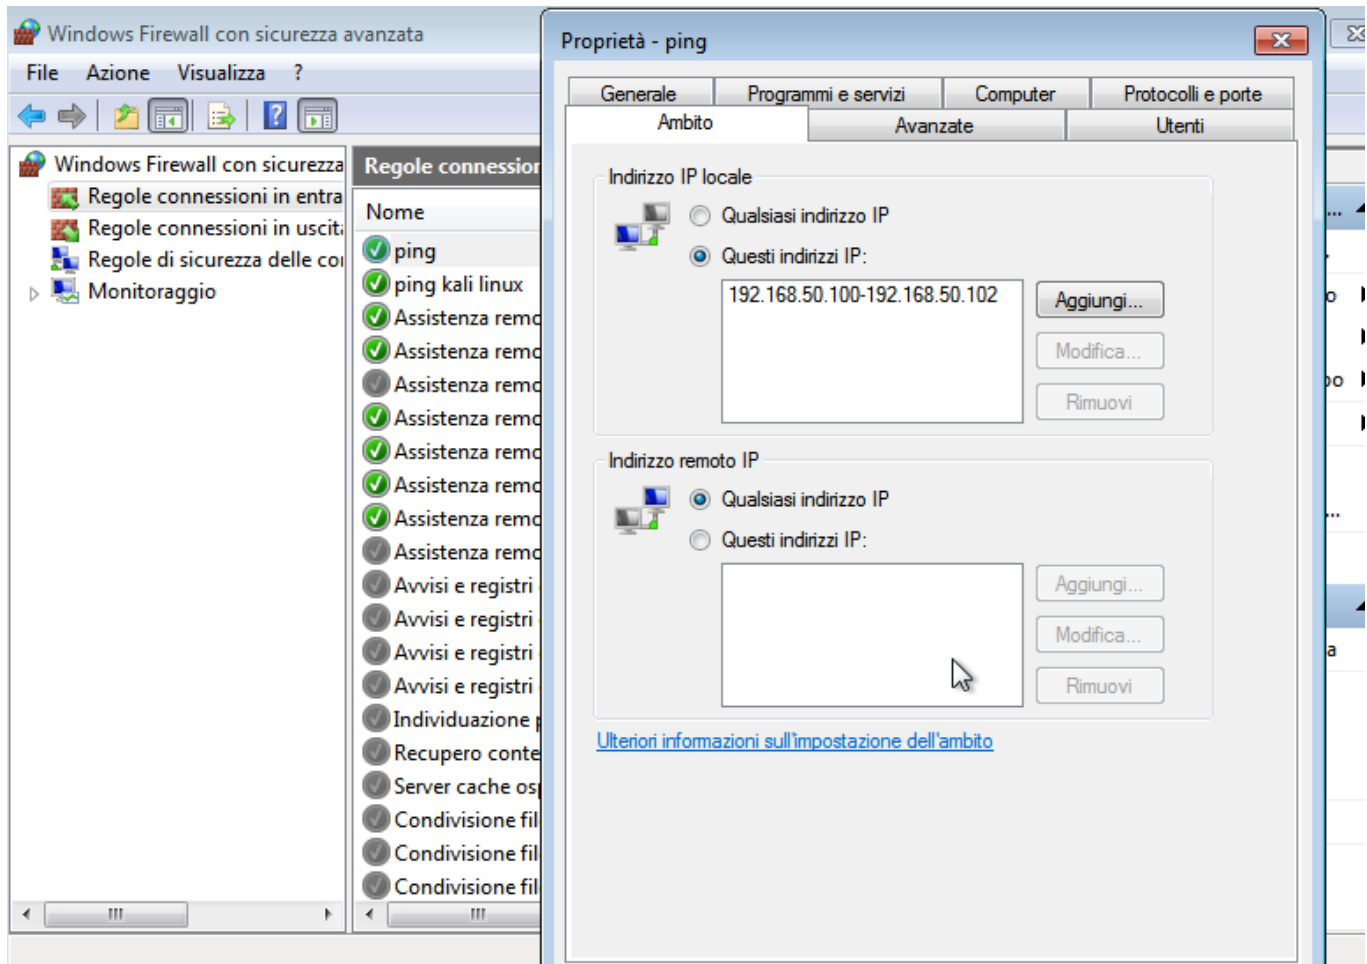 Windows Firewall con sicurezza avanzata
File Azione Visualizza ?
Windows Firewall con sicurezza
Regole connessioni in entra
Regole connessioni in uscit
Regole di sicurezza delle co
Monitoraggio
Regole connession
Nome
ping
ping kali linux
Assistenza remo
Assistenza remo
Assistenza remo
Assistenza remo
Assistenza remo
Assistenza remo
Assistenza remo
Assistenza remo
Avvisi e registri
Avvisi e registri
Avvisi e registri
Avvisi e registri
Individuazione p
Recupero conte
Server cache osp
Condivisione fil
Condivisione fil
Condivisione fil
Proprietà - ping
Generale Programmi e servizi Computer Protocolli e porte
Ambito Avanzate Utenti
Indirizzo IP locale
Qualsiasi indirizzo IP
Questi indirizzi IP:
192.168.50.100-192.168.50.102
Aggiungi...
Modifica...
Rimuovi
Indirizzo remoto IP
Qualsiasi indirizzo IP
Questi indirizzi IP:
Aggiungi...
Modifica...
Rimuovi
Ulteriori informazioni sull'impostazione dell'ambito
...
o
oo
...
a